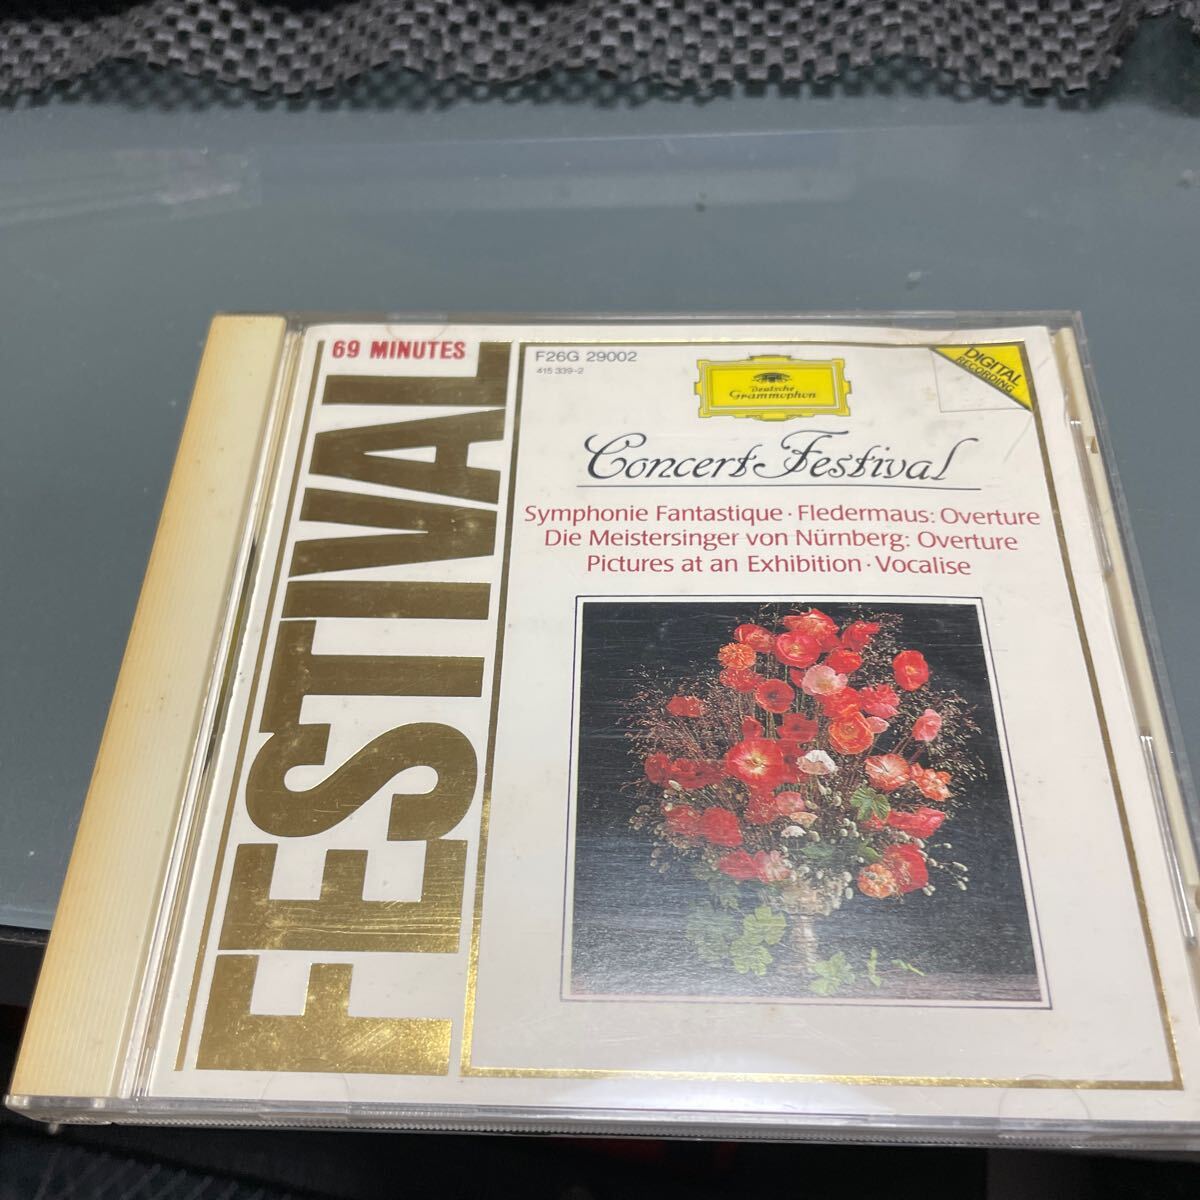 69 MINUTES
FESTIVAL
F26G 29002
415 339-2
Deutsche
Grammophon
DIGITAL
RECORDING
Concert Festival
Symphonie Fantastique · Fledermaus: Overture
Die Meistersinger von Nürnberg: Overture
Pictures at an Exhibition · Vocalise